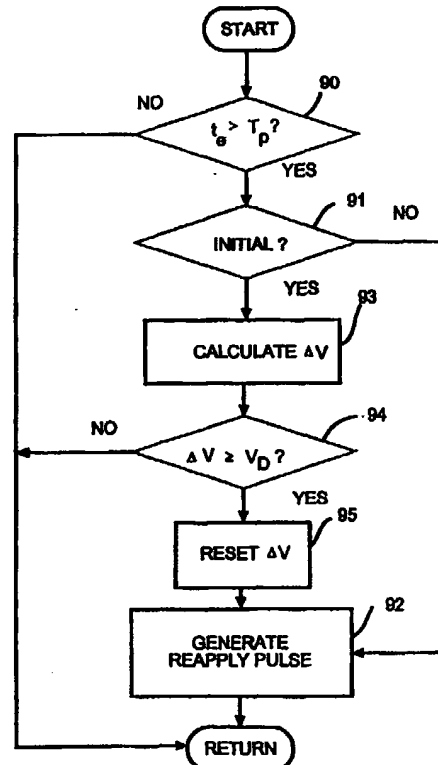 START
90
NO
t_e > T_p ?
YES
91
NO
INITIAL ?
YES
93
CALCULATE ΔV
94
NO
ΔV ≥ V_D ?
YES
95
RESET ΔV
92
GENERATE
REAPPLY PULSE
RETURN